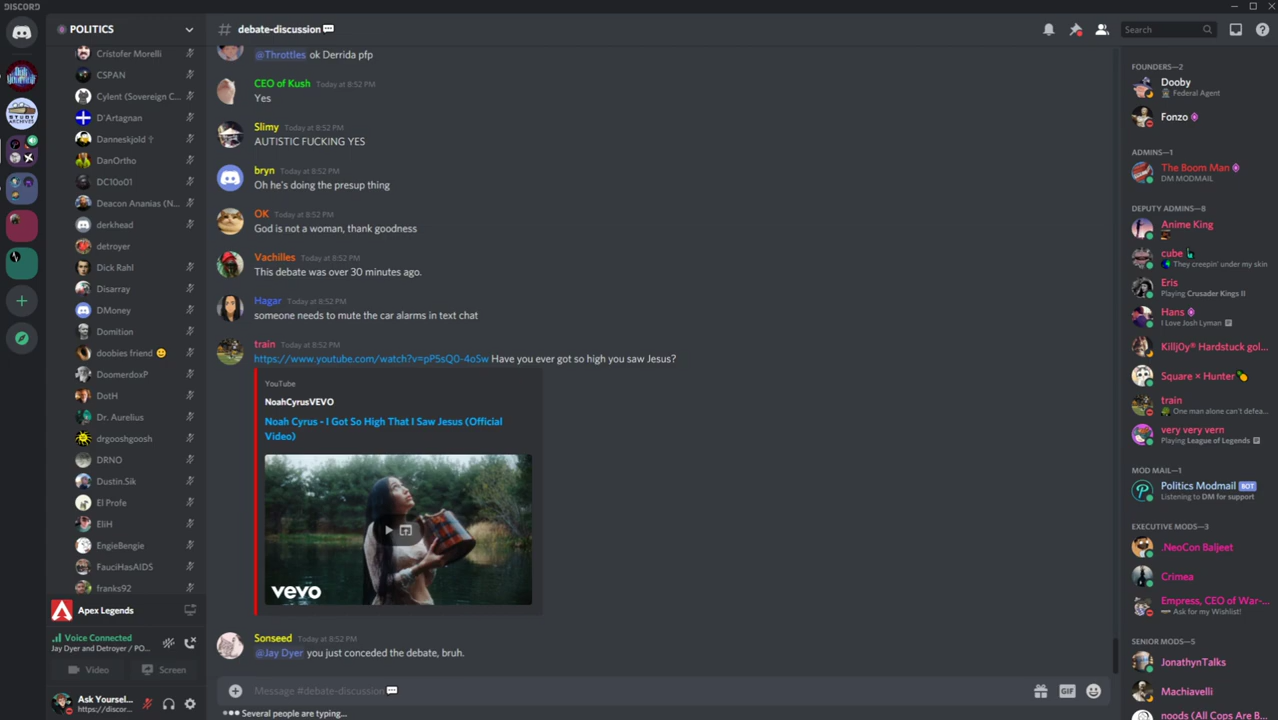 DISCORD
POLITICS
Cristofer Morelli
CSPAN
Cylent (Sovereign C...
D'Artagnan
Danneskjold †
DanOrtho
DC10o01
Deacon Ananias (N...
derkhead
detroyer
Dick Rahl
Disarray
DMoney
Domition
doobies friend
DoomerdoxP
DotH
Dr. Aurelius
drgooshgoosh
DRNO
Dustin.Sik
El Profe
EliH
EngieBengie
FauciHasAIDS
franks92
Apex Legends
Voice Connected
Jay Dyer and Detroyer / PO...
Video
Screen
Ask Yoursel...
https://discor...
# debate-discussion
@Throttles ok Derrida pfp
CEO of Kush Today at 8:52 PM
Yes
Slimy Today at 8:52 PM
AUTISTIC FUCKING YES
bryn Today at 8:52 PM
Oh he's doing the presup thing
OK Today at 8:52 PM
God is not a woman, thank goodness
Vachilles Today at 8:52 PM
This debate was over 30 minutes ago.
Hagar Today at 8:52 PM
someone needs to mute the car alarms in text chat
train Today at 8:52 PM
https://www.youtube.com/watch?v=pP5sQ0-4oSw Have you ever got so high you saw Jesus?
YouTube
NoahCyrusVEVO
Noah Cyrus - I Got So High That I Saw Jesus (Official
Video)
vevo
Sonseed Today at 8:52 PM
@Jay Dyer you just conceded the debate, bruh.
Message #debate-discussion
GIF
Several people are typing...
Search
FOUNDERS—2
Dooby
Federal Agent
Fonzo
ADMINS—1
The Boom Man
DM MODMAIL
DEPUTY ADMINS—8
Anime King
cube
They creepin' under my skin
Eris
Playing Crusader Kings II
Hans
I Love Josh Lyman
Killj0y® Hardstuck gol...
Square × Hunter
train
One man alone can't defea...
very very vern
Playing League of Legends
MOD MAIL—1
Politics Modmail BOT
Listening to DM for support
EXECUTIVE MODS—3
.NeoCon Baljeet
Crimea
Empress, CEO of War-...
Ask for my Wishlist!
SENIOR MODS—5
JonathynTalks
Machiavelli
noods (All Cops Are B...